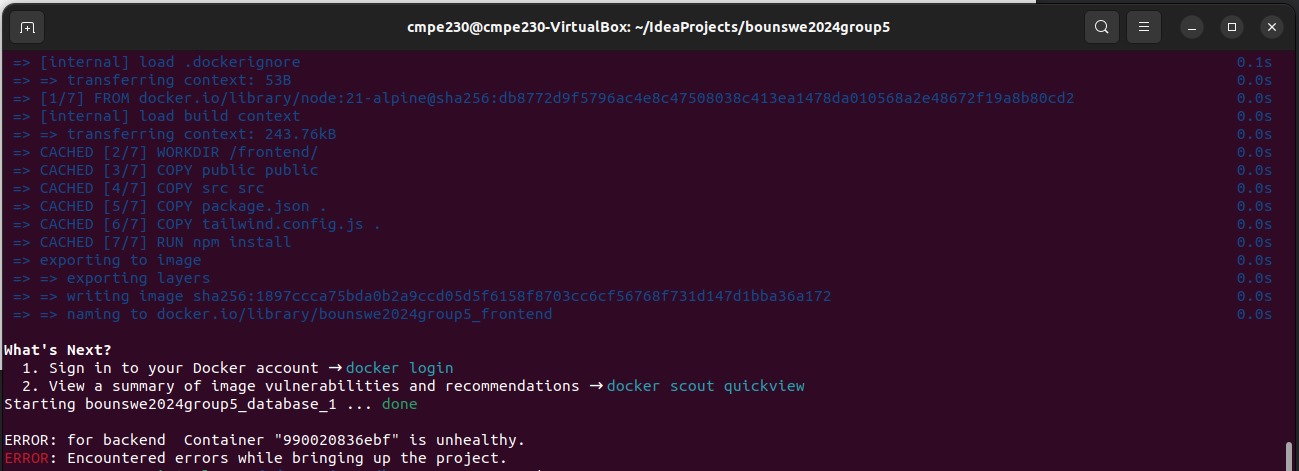 cmpe230@cmpe230-VirtualBox: ~/IdeaProjects/bounswe2024group5
=> [internal] load .dockerignore 0.1s
=> => transferring context: 53B 0.0s
=> [1/7] FROM docker.io/library/node:21-alpine@sha256:db8772d9f5796ac4e8c47508038c413ea1478da010568a2e48672f19a8b80cd2 0.0s
=> [internal] load build context 0.0s
=> => transferring context: 243.76kB 0.0s
=> CACHED [2/7] WORKDIR /frontend/ 0.0s
=> CACHED [3/7] COPY public public 0.0s
=> CACHED [4/7] COPY src src 0.0s
=> CACHED [5/7] COPY package.json . 0.0s
=> CACHED [6/7] COPY tailwind.config.js . 0.0s
=> CACHED [7/7] RUN npm install 0.0s
=> exporting to image 0.0s
=> => exporting layers 0.0s
=> => writing image sha256:1897ccca75bda0b2a9ccd05d5f6158f8703cc6cf56768f731d147d1bba36a172 0.0s
=> => naming to docker.io/library/bounswe2024group5_frontend 0.0s
What's Next?
1. Sign in to your Docker account → docker login
2. View a summary of image vulnerabilities and recommendations → docker scout quickview
Starting bounswe2024group5_database_1 ... done
ERROR: for backend  Container "990020836ebf" is unhealthy.
ERROR: Encountered errors while bringing up the project.